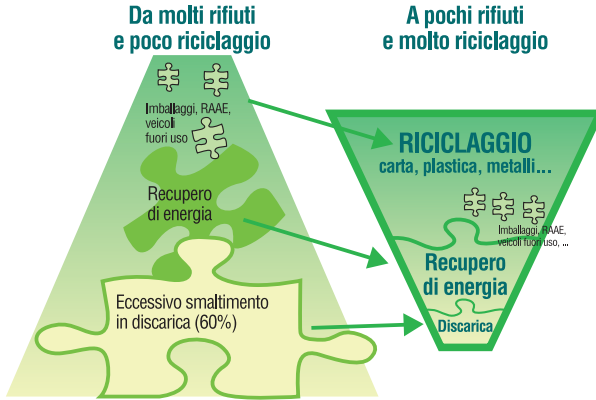 Da molti rifiuti
e poco riciclaggio
Imballaggi, RAAE,
veicoli
fuori uso
Recupero
di energia
Eccessivo smaltimento
in discarica (60%)
A pochi rifiuti
e molto riciclaggio
RICICLAGGIO
carta, plastica, metalli...
Imballaggi, RAAE,
veicoli fuori uso, ...
Recupero
di energia
Discarica